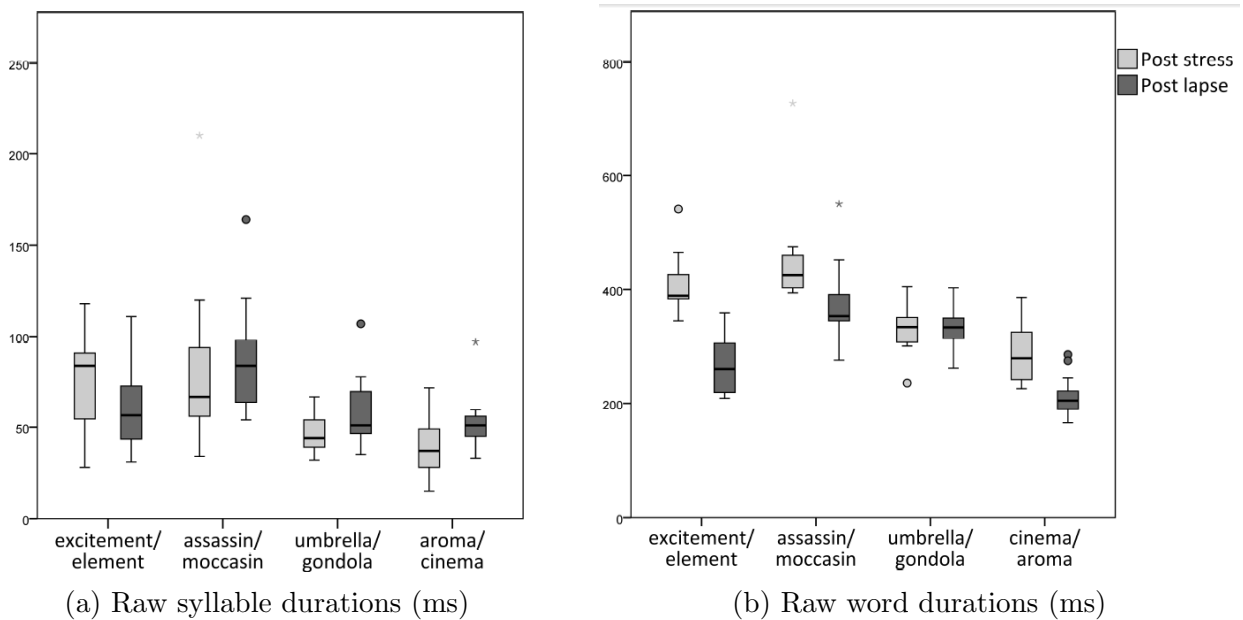 250
200
150
100
50
0
excitement/ assassin/ umbrella/ aroma/
element moccasin gondola cinema
(a) Raw syllable durations (ms)
800
600
400
200
0
Post stress
Post lapse
excitement/ assassin/ umbrella/ cinema/
element moccasin gondola aroma
(b) Raw word durations (ms)